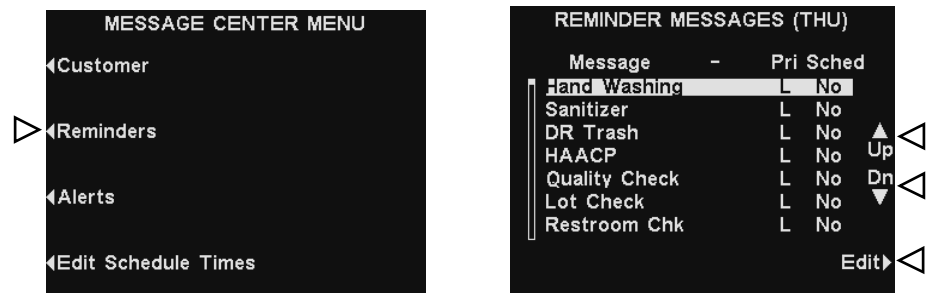 MESSAGE CENTER MENU
Customer
Reminders
Alerts
Edit Schedule Times
REMINDER MESSAGES (THU)
Message - Pri Sched
Hand Washing L No
Sanitizer L No
DR Trash L No
HAACP L No
Up
Quality Check L No
Dn
Lot Check L No
Restroom Chk L No
Edit